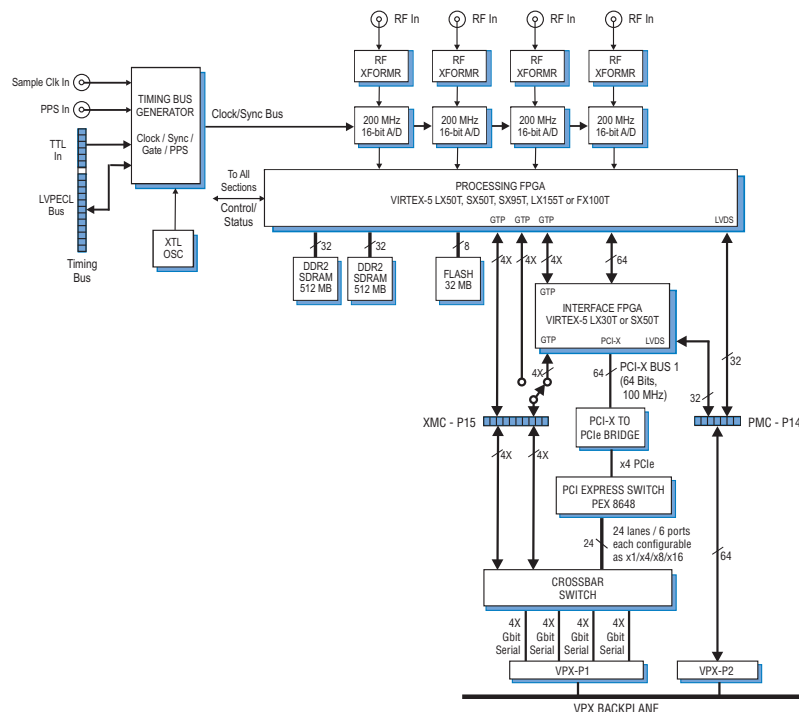 RF In
RF In
RF In
RF In
Sample Clk In
PPS In
TTL
In
LVPECL
Bus
Timing
Bus
TIMING BUS
GENERATOR
Clock / Sync /
Gate / PPS
XTL
OSC
Clock/Sync Bus
RF
XFORMR
RF
XFORMR
RF
XFORMR
RF
XFORMR
200 MHz
16-bit A/D
200 MHz
16-bit A/D
200 MHz
16-bit A/D
200 MHz
16-bit A/D
To All
Sections
Control/
Status
PROCESSING FPGA
VIRTEX-5 LX50T, SX50T, SX95T, LX155T or FX100T
GTP
GTP
GTP
LVDS
32
32
8
4X
4X
4X
64
DDR2
SDRAM
512 MB
DDR2
SDRAM
512 MB
FLASH
32 MB
GTP
INTERFACE FPGA
VIRTEX-5 LX30T or SX50T
GTP
PCI-X
LVDS
4X
64
PCI-X BUS 1
(64 Bits,
100 MHz)
32
32
XMC - P15
PCI-X TO
PCIe BRIDGE
PMC - P14
4X
4X
x4 PCIe
PCI EXPRESS SWITCH
PEX 8648
24
24 lanes / 6 ports
each configurable
as x1/x4/x8/x16
64
CROSSBAR
SWITCH
4X
Gbit
Serial
4X
Gbit
Serial
4X
Gbit
Serial
4X
Gbit
Serial
VPX-P1
VPX-P2
VPX BACKPLANE